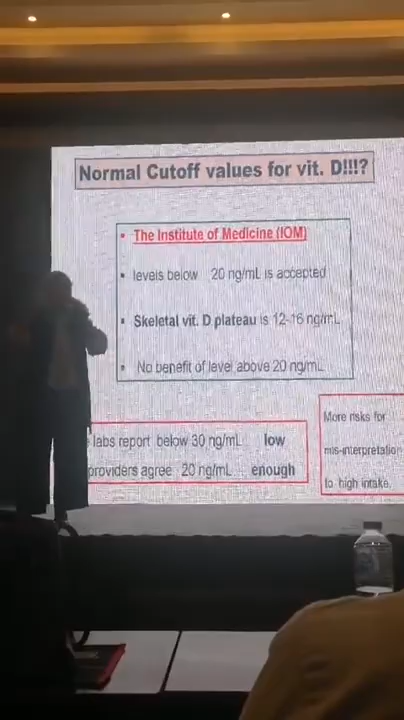 Normal Cutoff values for vit. D!!!?
• The Institute of Medicine (IOM)
• levels below 20 ng/mL is accepted
• Skeletal vit. D plateau is 12-16 ng/mL
• No benefit of level above 20 ng/mL
labs report below 30 ng/mL low
providers agree 20 ng/mL enough
More risks for
mis-interpretation
to high intake.